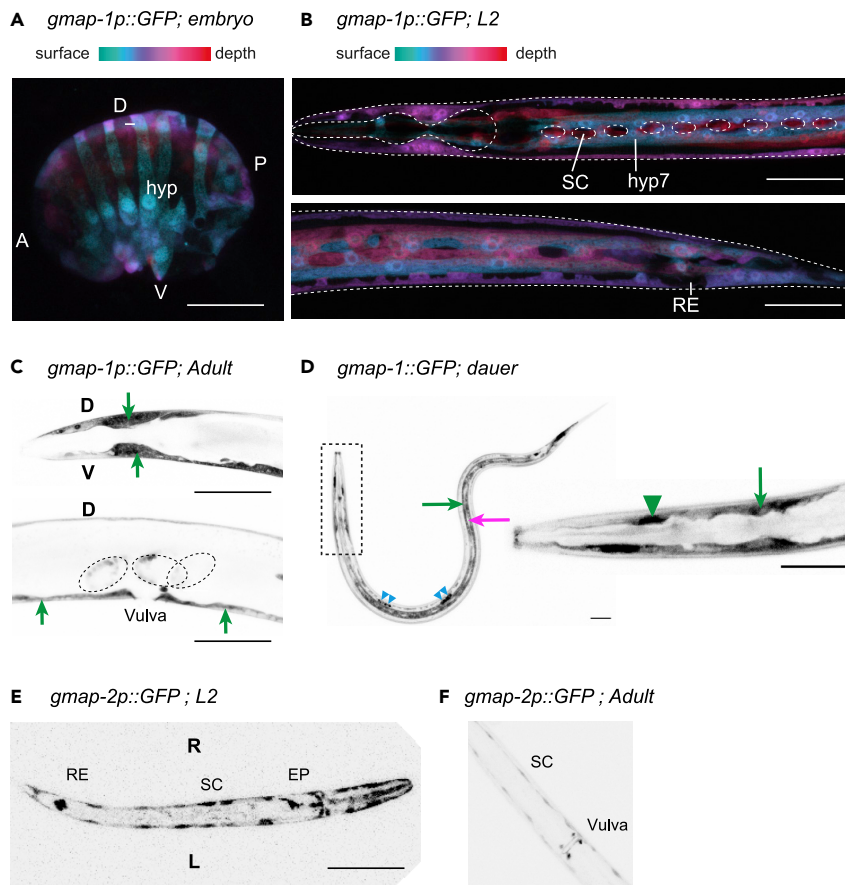 A gmap-1p::GFP; embryo
surface depth
D
hyp
P
A
V
B gmap-1p::GFP; L2
surface depth
SC hyp7
RE
C gmap-1p::GFP; Adult
D
V
D
Vulva
D gmap-1::GFP; dauer
E gmap-2p::GFP ; L2
R
RE SC EP
L
F gmap-2p::GFP ; Adult
SC
Vulva